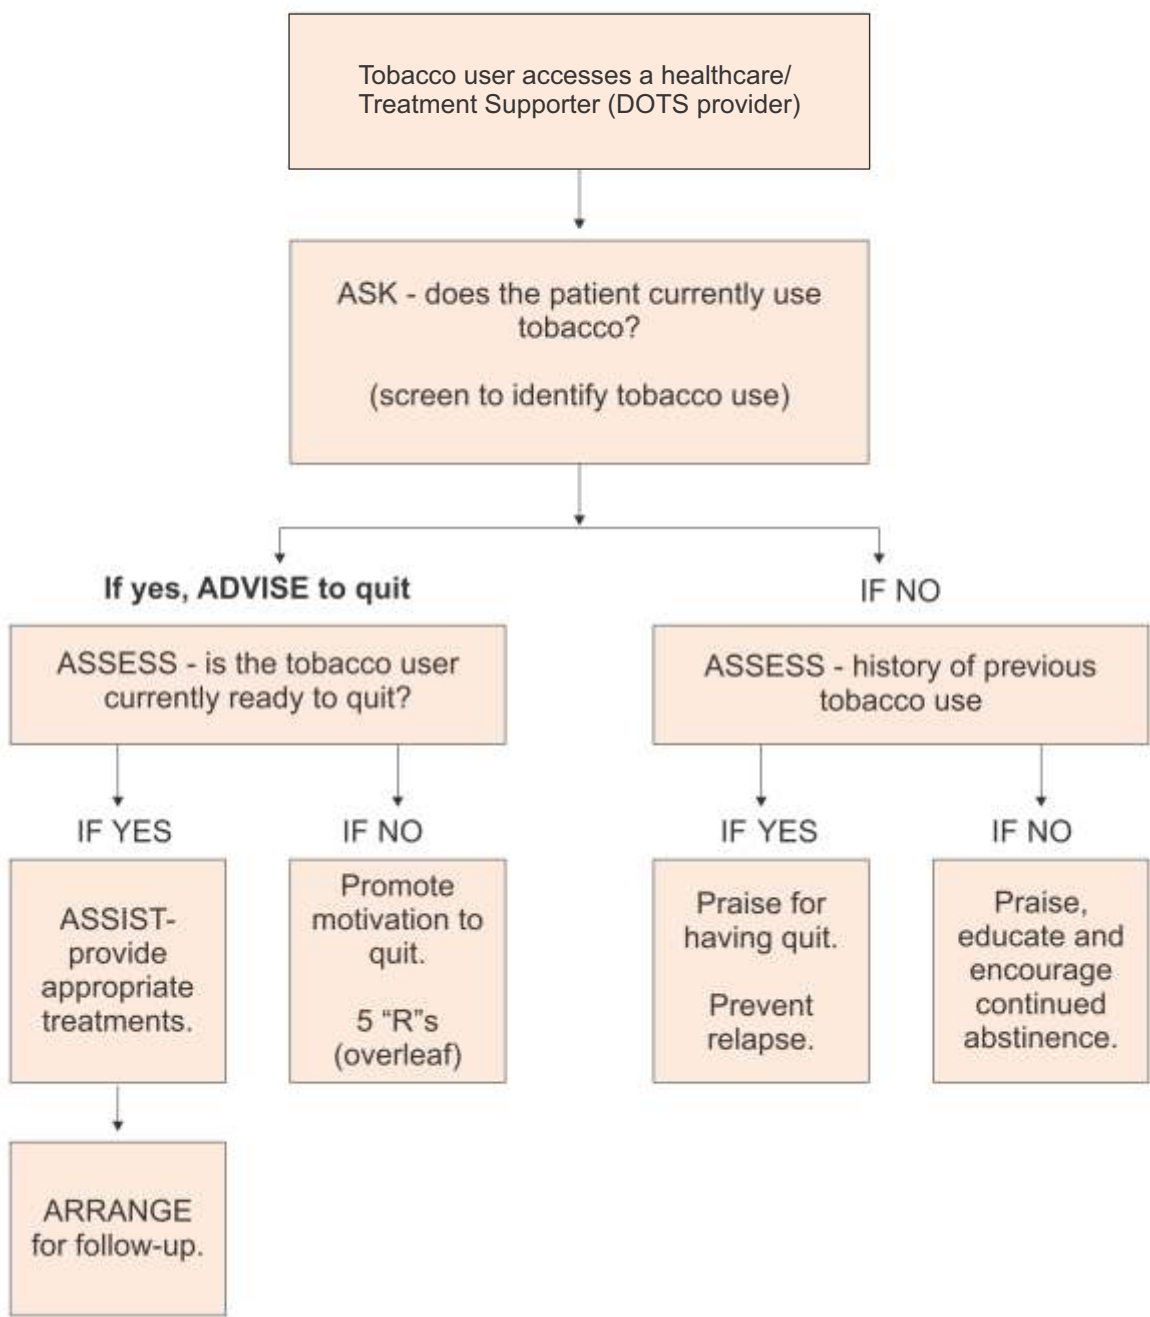 Tobacco user accesses a healthcare/
Treatment Supporter (DOTS provider)
ASK - does the patient currently use
tobacco?
(screen to identify tobacco use)
If yes, ADVISE to quit
ASSESS - is the tobacco user
currently ready to quit?
IF YES
ASSIST-
provide
appropriate
treatments.
ARRANGE
for follow-up.
IF NO
Promote
motivation to
quit.
5 “R”s
(overleaf)
IF NO
ASSESS - history of previous
tobacco use
IF YES
Praise for
having quit.
Prevent
relapse.
IF NO
Praise,
educate and
encourage
continued
abstinence.